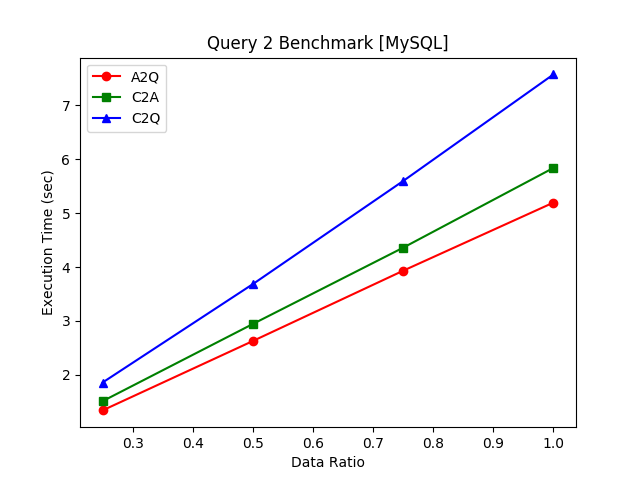 Query 2 Benchmark [MySQL]
A2Q
C2A
C2Q
7
6
5
4
3
2
Execution Time (sec)
0.3 0.4 0.5 0.6 0.7 0.8 0.9 1.0
Data Ratio